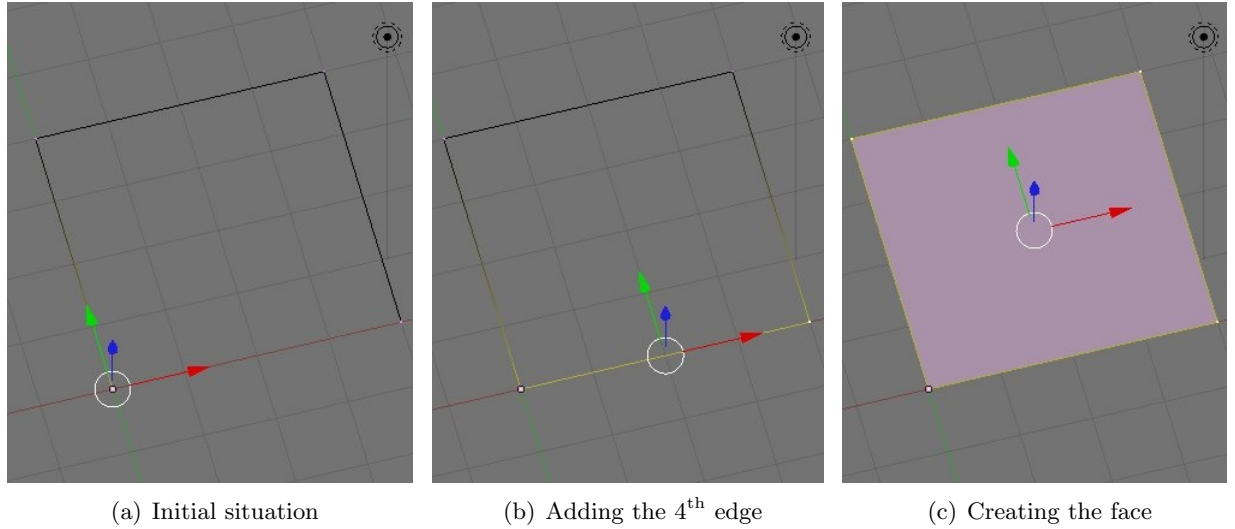 (a) Initial situation
(b) Adding the 4th edge
(c) Creating the face